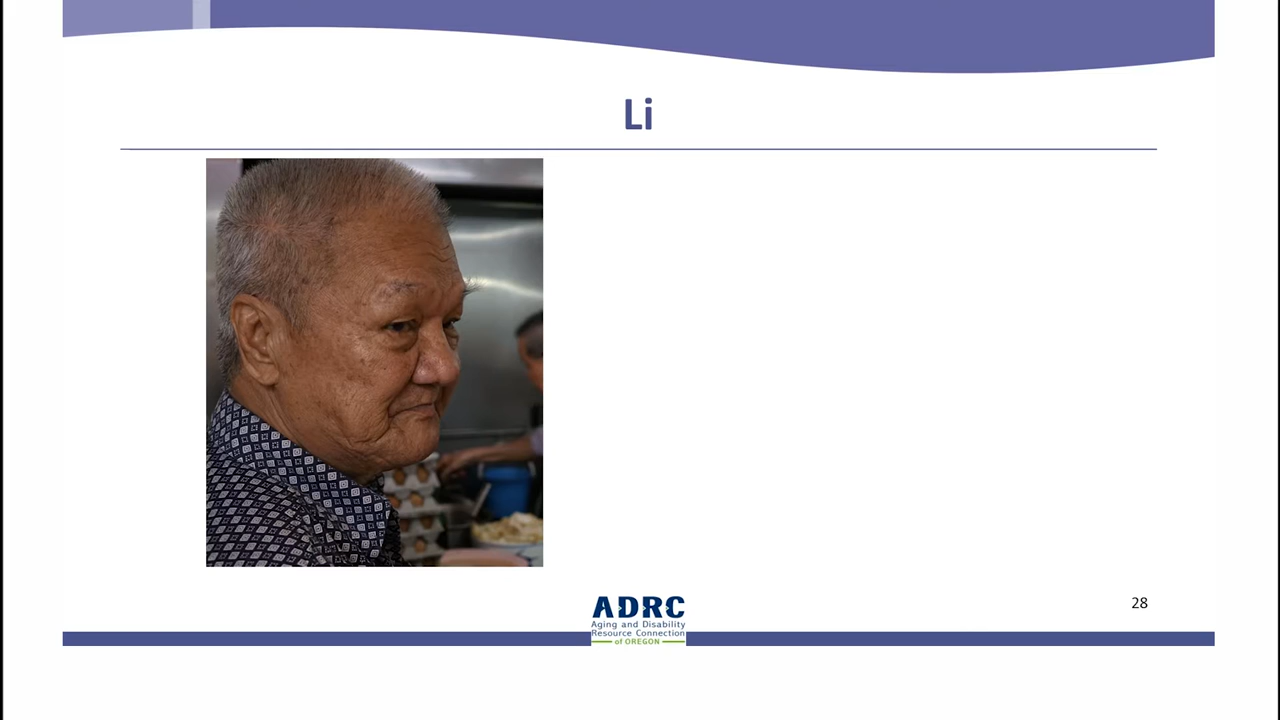 Li
28
ADRC
Aging and Disability
Resource Connection
of OREGON